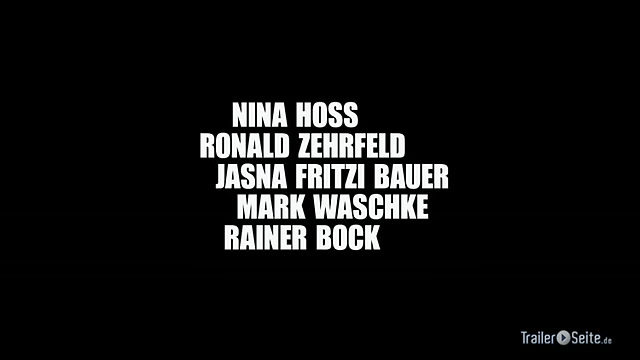 NINA HOSS
RONALD ZEHRFELD
JASNA FRITZI BAUER
MARK WASCHKE
RAINER BOCK
TrailerSeite.de